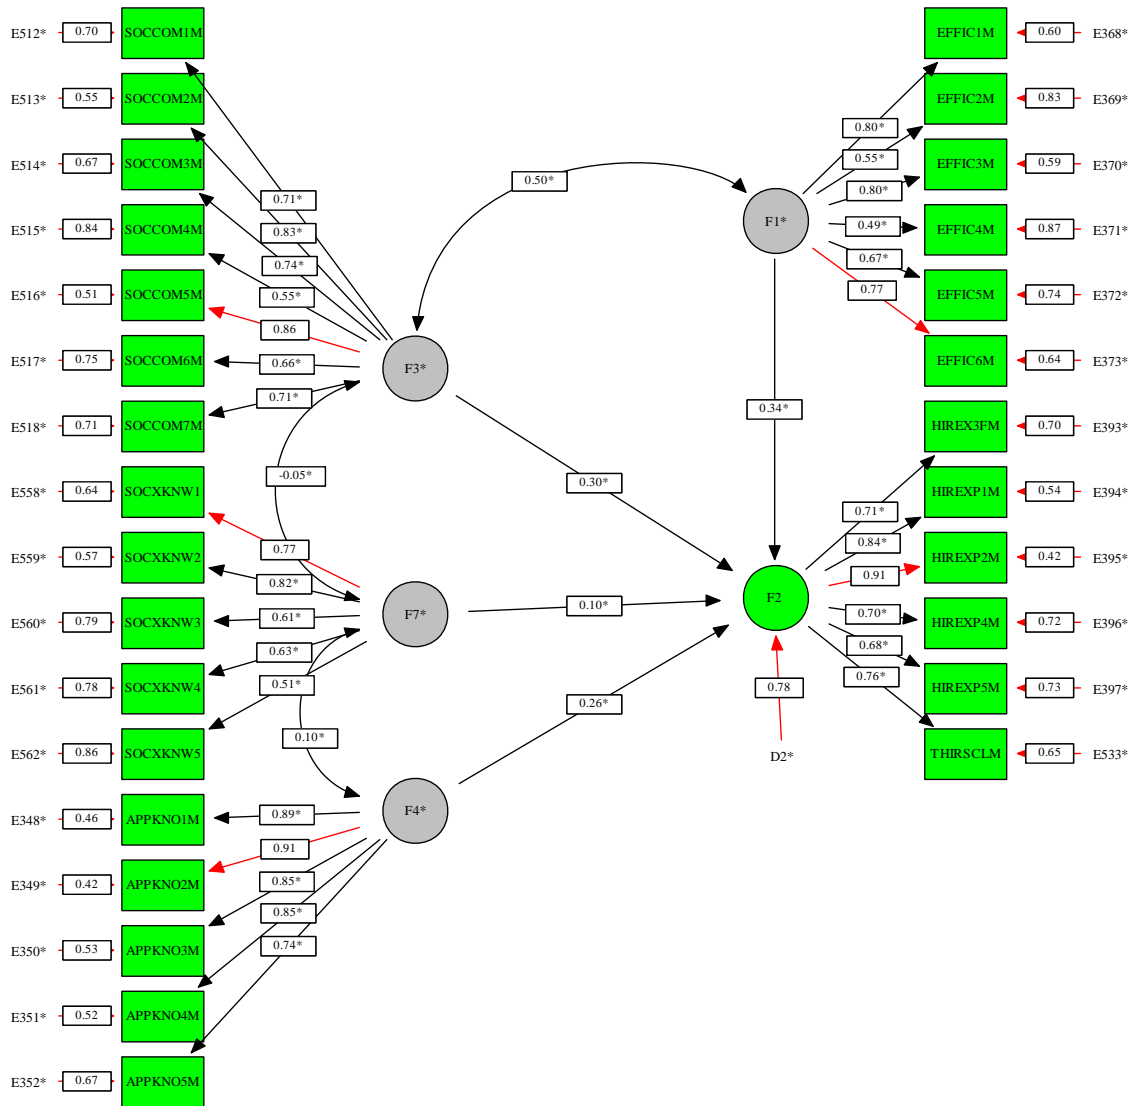 E512* 0.70 SOCCOM1M
E513* 0.55 SOCCOM2M
E514* 0.67 SOCCOM3M
E515* 0.84 SOCCOM4M
E516* 0.51 SOCCOM5M
E517* 0.75 SOCCOM6M
E518* 0.71 SOCCOM7M
E558* 0.64 SOCXKNW1
E559* 0.57 SOCXKNW2
E560* 0.79 SOCXKNW3
E561* 0.78 SOCXKNW4
E562* 0.86 SOCXKNW5
E348* 0.46 APPKNO1M
E349* 0.42 APPKNO2M
E350* 0.53 APPKNO3M
E351* 0.52 APPKNO4M
E352* 0.67 APPKNO5M
0.71*
0.83*
0.74*
0.55*
0.86
0.66*
0.71*
-0.05*
0.77
0.82*
0.61*
0.63*
0.51*
0.10*
0.89*
0.91
0.85*
0.85*
0.74*
F3*
F7*
F4*
0.50*
0.30*
0.10*
0.26*
F1*
0.34*
F2
0.78
D2*
0.80*
0.55*
0.80*
0.49*
0.67*
0.77
0.71*
0.84*
0.91
0.70*
0.68*
0.76*
EFFIC1M 0.60 E368*
EFFIC2M 0.83 E369*
EFFIC3M 0.59 E370*
EFFIC4M 0.87 E371*
EFFIC5M 0.74 E372*
EFFIC6M 0.64 E373*
HIREX3FM 0.70 E393*
HIREXP1M 0.54 E394*
HIREXP2M 0.42 E395*
HIREXP4M 0.72 E396*
HIREXP5M 0.73 E397*
THIRSCLM 0.65 E533*